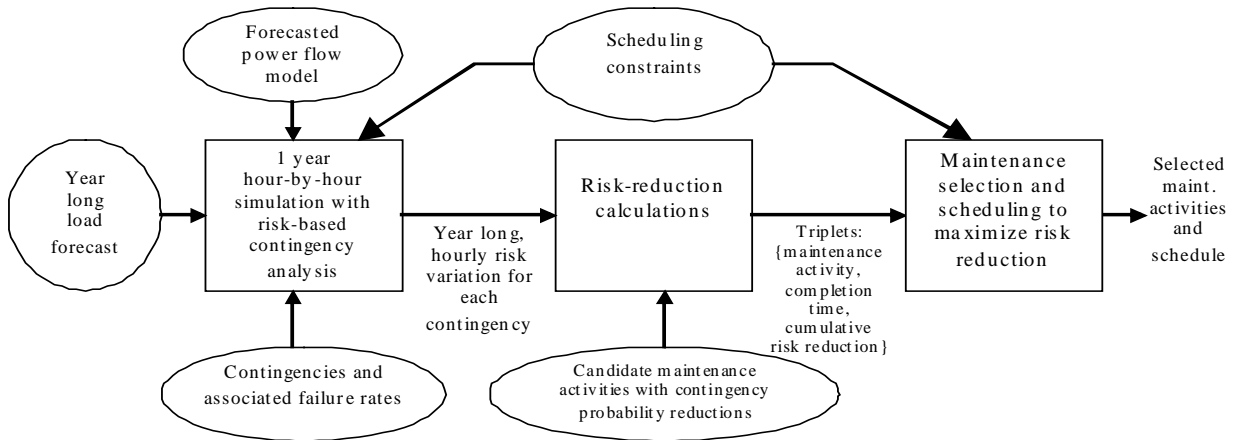 Forecasted
power flow
model
Scheduling
constraints
Year
long
load
forecast
1 year
hour-by-hour
simulation with
risk-based
contingency
analysis
Year long,
hourly risk
variation for
each
contingency
Risk-reduction
calculations
Triplets:
{maintenance
activity,
completion
time,
cumulative
risk reduction}
Maintenance
selection and
scheduling to
maximize risk
reduction
Selected
maint.
activities
and
schedule
Contingencies and
associated failure rates
Candidate maintenance
activities with contingency
probability reductions